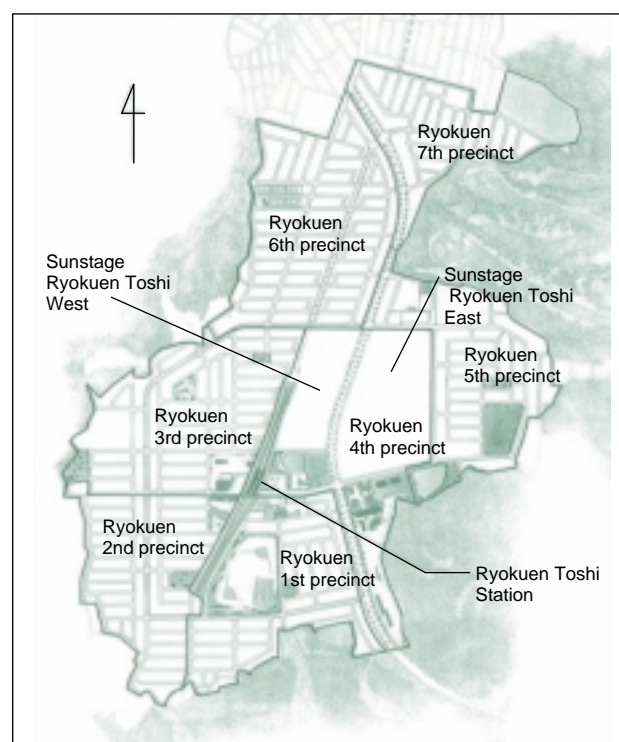 Ryokuen
7th precinct
Ryokuen
6th precinct
Sunstage
Ryokuen Toshi
West
Sunstage
Ryokuen Toshi
East
Ryokuen
5th precinct
Ryokuen
3rd precinct
Ryokuen
4th precinct
Ryokuen
2nd precinct
Ryokuen
1st precinct
Ryokuen Toshi
Station